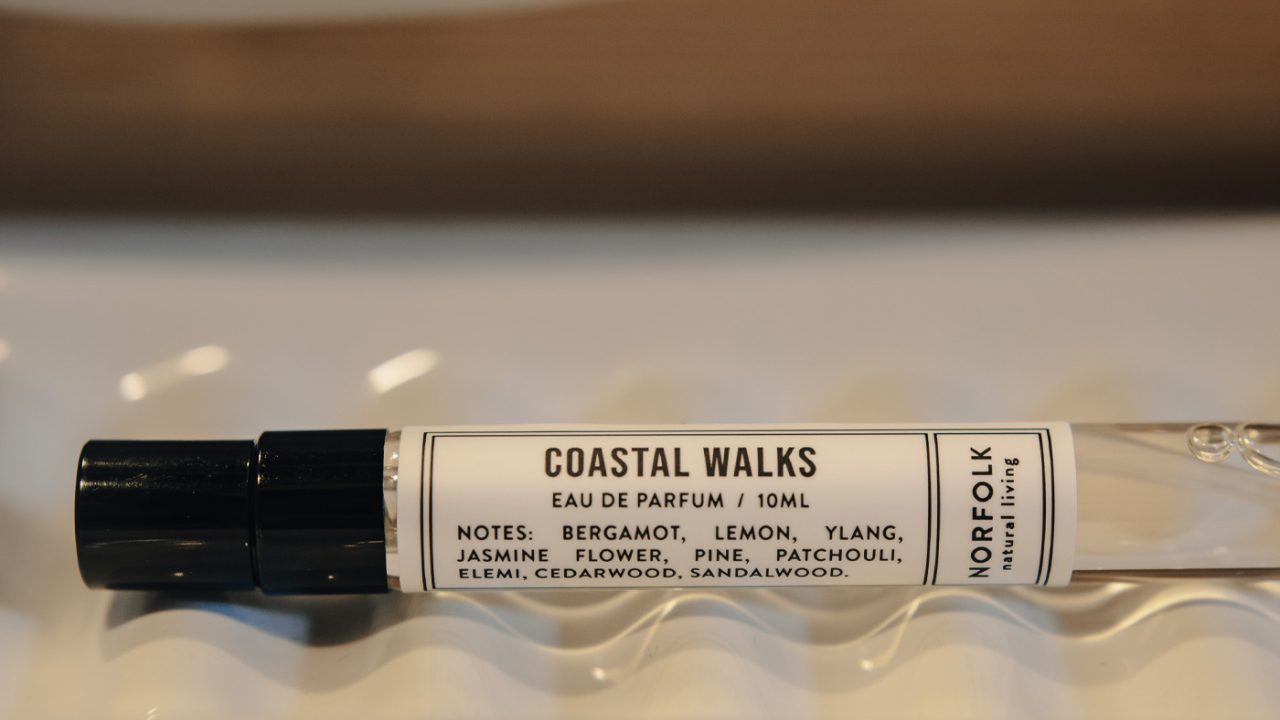 COASTAL WALKS
EAU DE PARFUM / 10ML
NOTES: BERGAMOT, LEMON, YLANG,
JASMINE FLOWER, PINE, PATCHOULI,
ELEMI, CEDARWOOD, SANDALWOOD.
NORFOLK
natural living